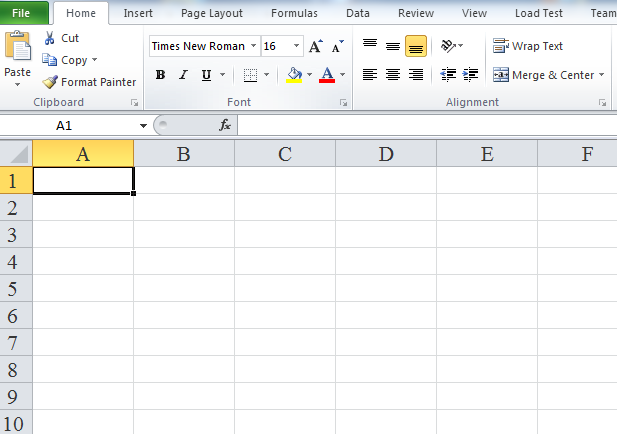 File Home Insert Page Layout Formulas Data Review View Load Test Team
Cut
Copy
Format Painter
Paste
Clipboard
Times New Roman 16 A A
B I U A
Font
Wrap Text
Merge & Center
Alignment
A1 fx
A B C D E F
1
2
3
4
5
6
7
8
9
10